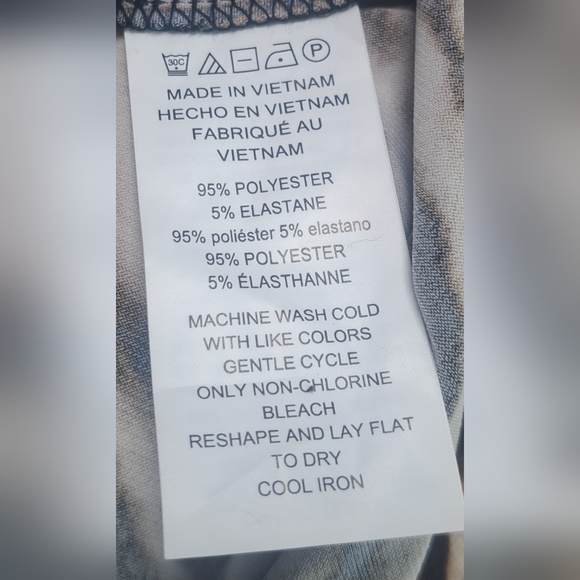 30C P
MADE IN VIETNAM
HECHO EN VIETNAM
FABRIQUÉ AU
VIETNAM
95% POLYESTER
5% ELASTANE
95% poliéster 5% elastano
95% POLYESTER
5% ÉLASTHANNE
MACHINE WASH COLD
WITH LIKE COLORS
GENTLE CYCLE
ONLY NON-CHLORINE
BLEACH
RESHAPE AND LAY FLAT
TO DRY
COOL IRON